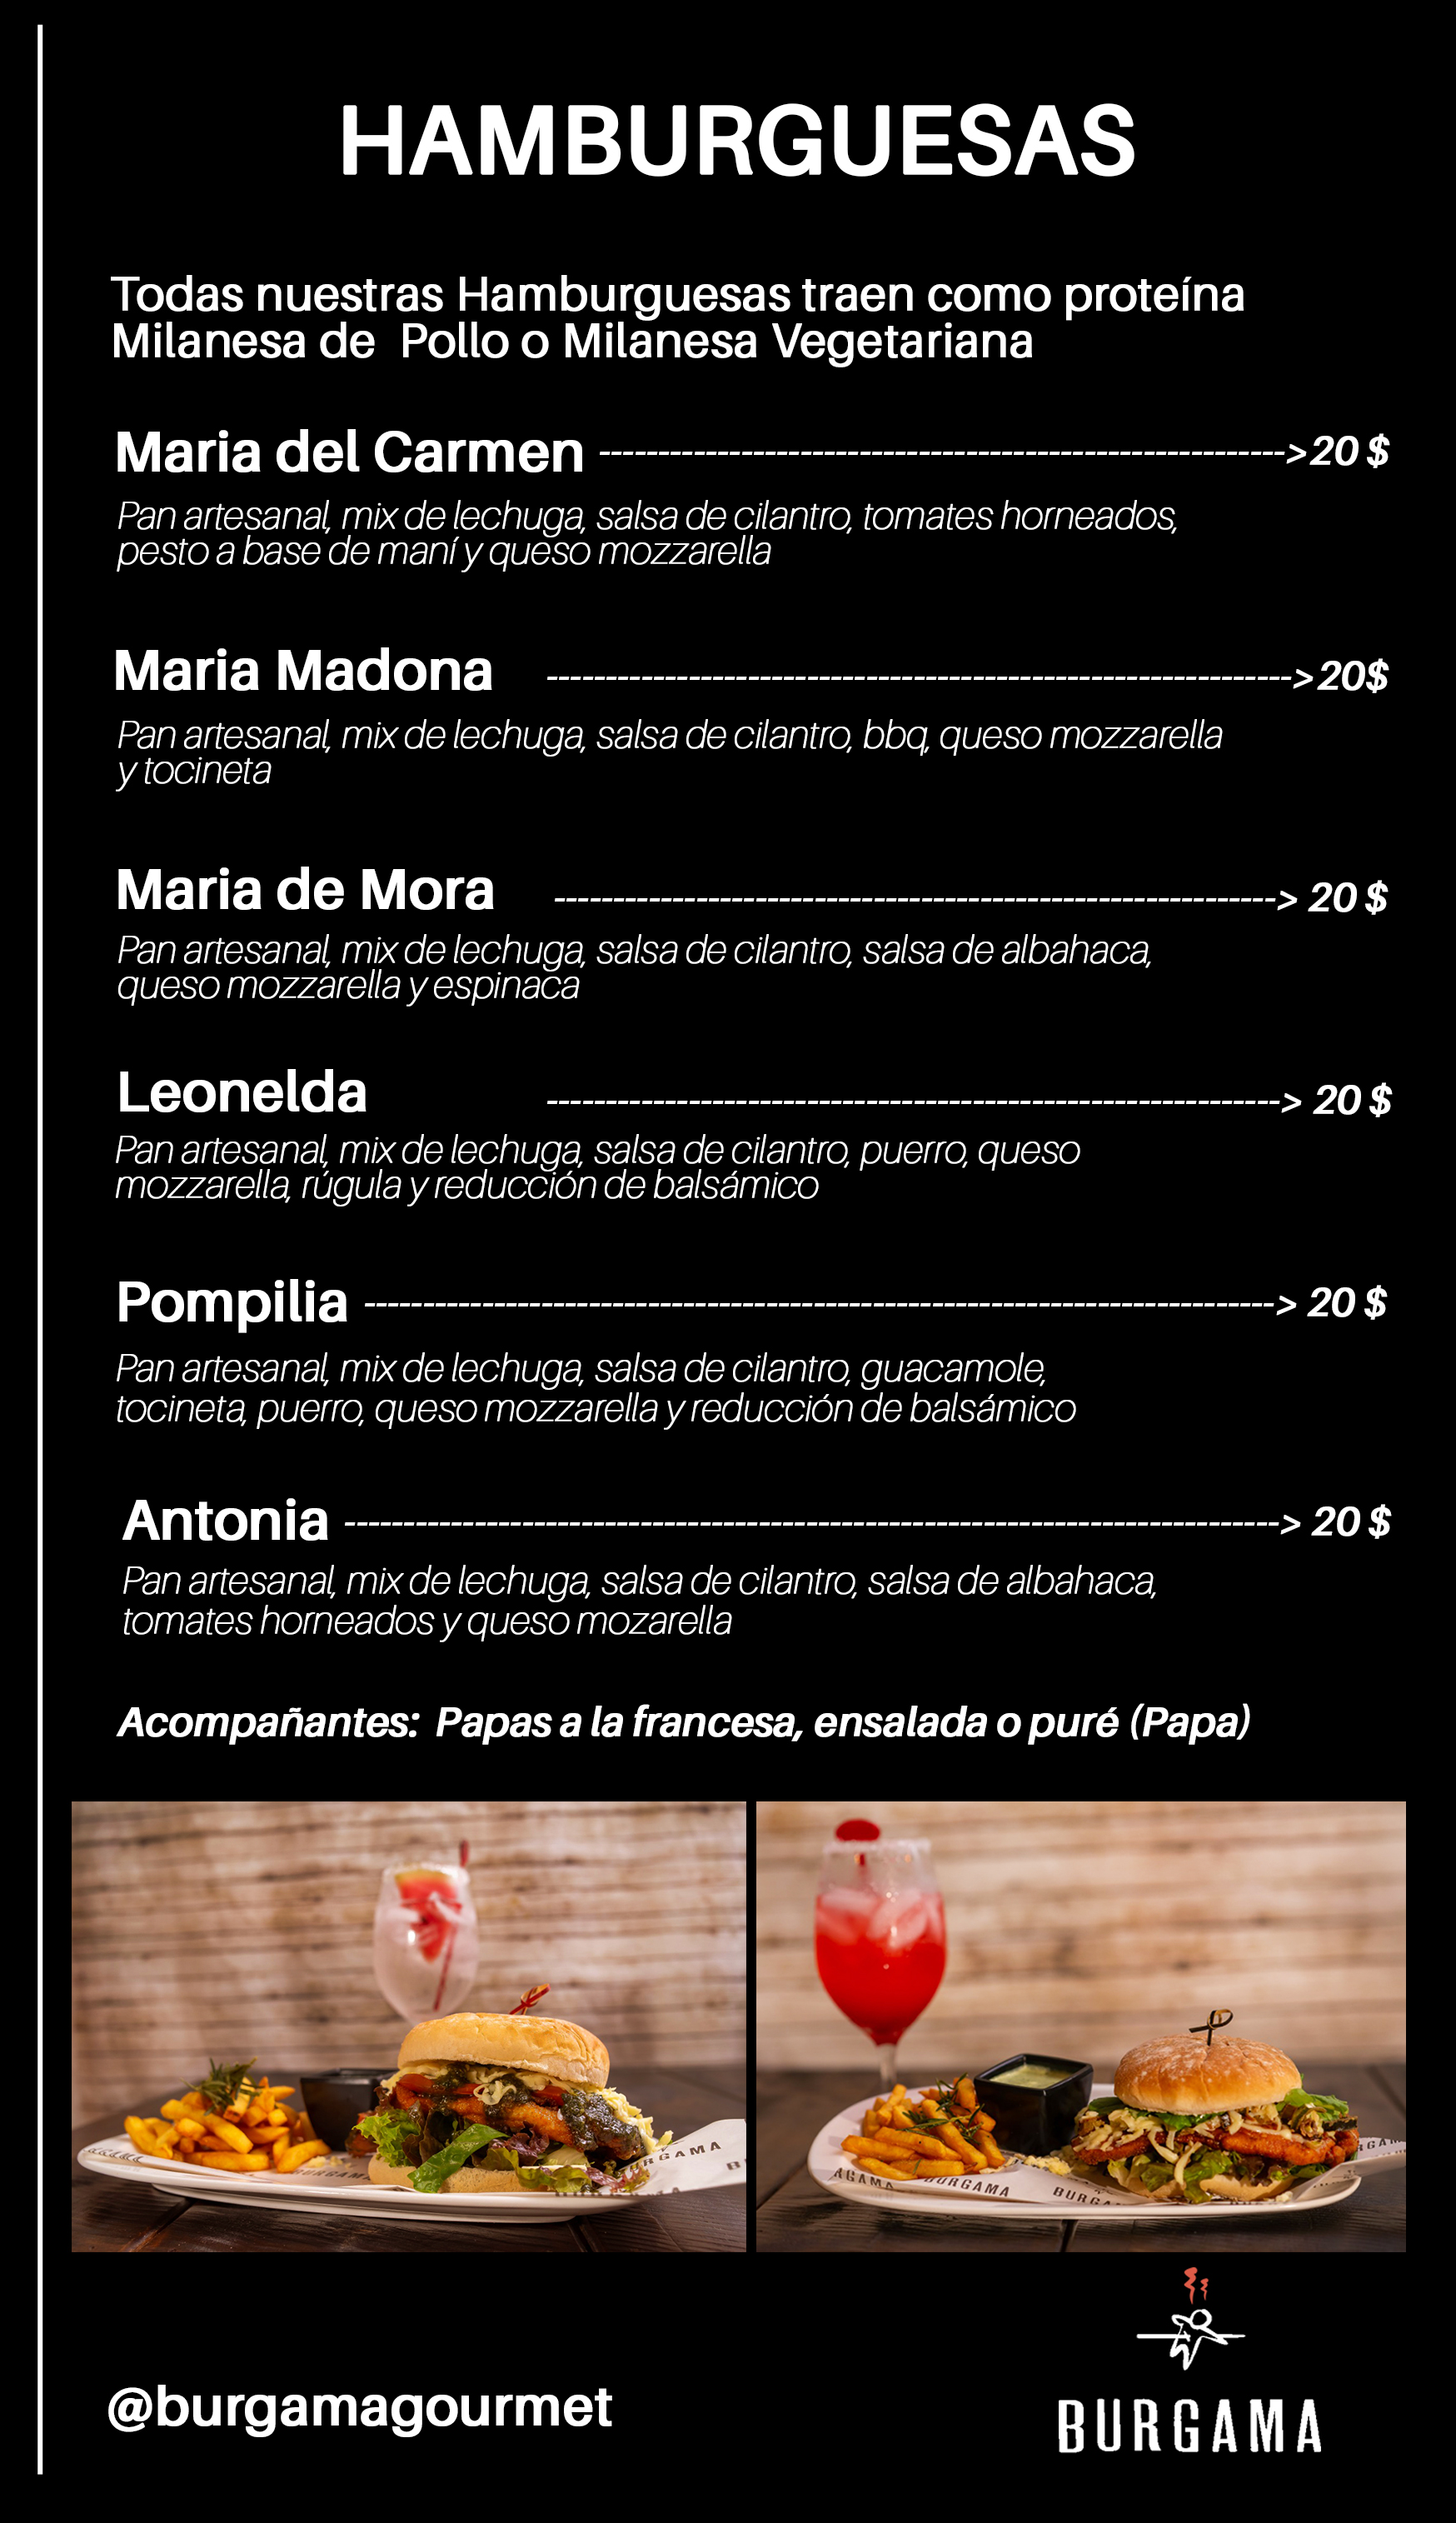 HAMBURGUESAS
Todas nuestras Hamburguesas traen como proteína
Milanesa de  Pollo o Milanesa Vegetariana
Maria del Carmen ---------------------------------------------------------->20 $
Pan artesanal, mix de lechuga, salsa de cilantro, tomates horneados,
pesto a base de maní y queso mozzarella
Maria Madona --------------------------------------------------------------->20$
Pan artesanal, mix de lechuga, salsa de cilantro, bbq, queso mozzarella
y tocineta
Maria de Mora -------------------------------------------------------------> 20 $
Pan artesanal, mix de lechuga, salsa de cilantro, salsa de albahaca,
queso mozzarella y espinaca
Leonelda --------------------------------------------------------------> 20 $
Pan artesanal, mix de lechuga, salsa de cilantro, puerro, queso
mozzarella, rúgula y reducción de balsámico
Pompilia -----------------------------------------------------------------------------> 20 $
Pan artesanal, mix de lechuga, salsa de cilantro, guacamole,
tocineta, puerro, queso mozzarella y reducción de balsámico
Antonia -------------------------------------------------------------------------------> 20 $
Pan artesanal, mix de lechuga, salsa de cilantro, salsa de albahaca,
tomates horneados y queso mozarella
Acompañantes:  Papas a la francesa, ensalada o puré (Papa)
BURGAMA
@burgamagourmet
BURGAMA